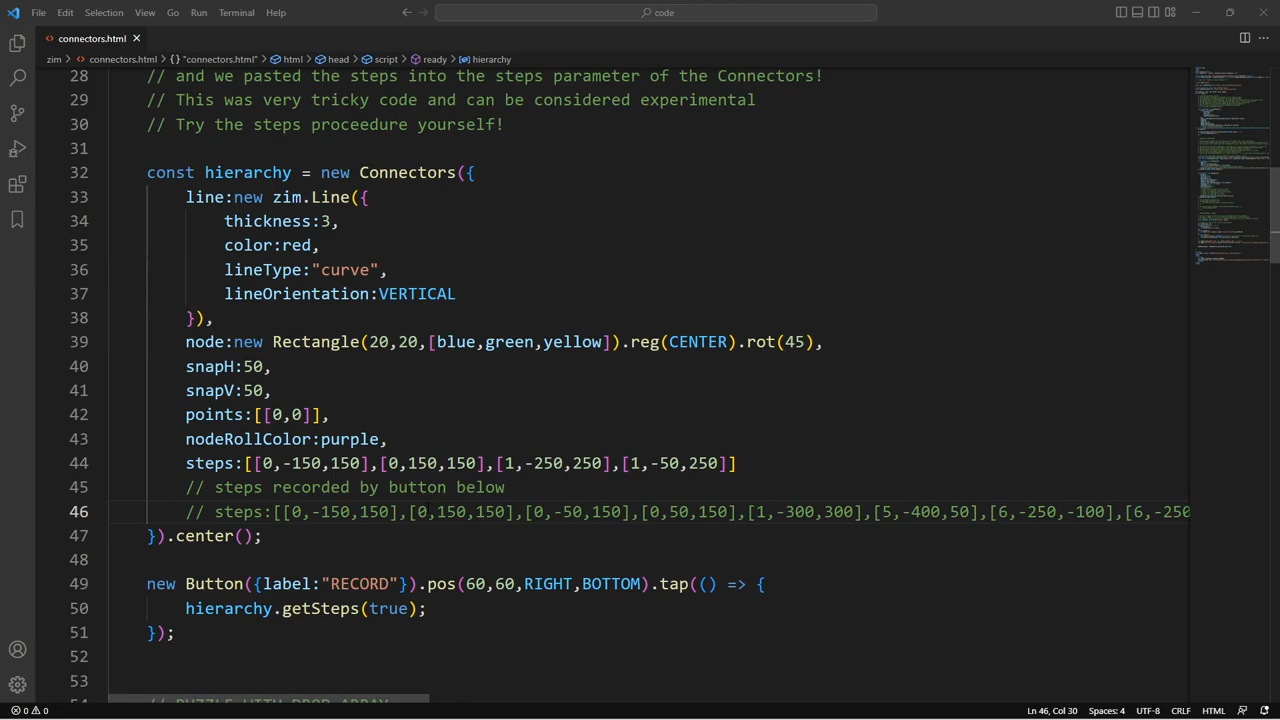 File Edit Selection View Go Run Terminal Help
code
connectors.html
zim > connectors.html > {} "connectors.html" > html > head > script > ready > hierarchy
28 // and we pasted the steps into the steps parameter of the Connectors!
29 // This was very tricky code and can be considered experimental
30 // Try the steps proceedure yourself!
31
32 const hierarchy = new Connectors({
33 line:new zim.Line({
34 thickness:3,
35 color:red,
36 lineType:"curve",
37 lineOrientation:VERTICAL
38 }),
39 node:new Rectangle(20,20,[blue,green,yellow]).reg(CENTER).rot(45),
40 snapH:50,
41 snapV:50,
42 points:[[0,0]],
43 nodeRollColor:purple,
44 steps:[[0,-150,150],[0,150,150],[1,-250,250],[1,-50,250]]
45 // steps recorded by button below
46 // steps:[[0,-150,150],[0,150,150],[0,-50,150],[0,50,150],[1,-300,300],[5,-400,50],[6,-250,-100],[6,-250
47 }).center();
48
49 new Button({label:"RECORD"}).pos(60,60,RIGHT,BOTTOM).tap(() => {
50 hierarchy.getSteps(true);
51 });
52
53
54 // PUZZLE WITH DROP ARRAY
0 0 Ln 46, Col 30 Spaces: 4 UTF-8 CRLF HTML